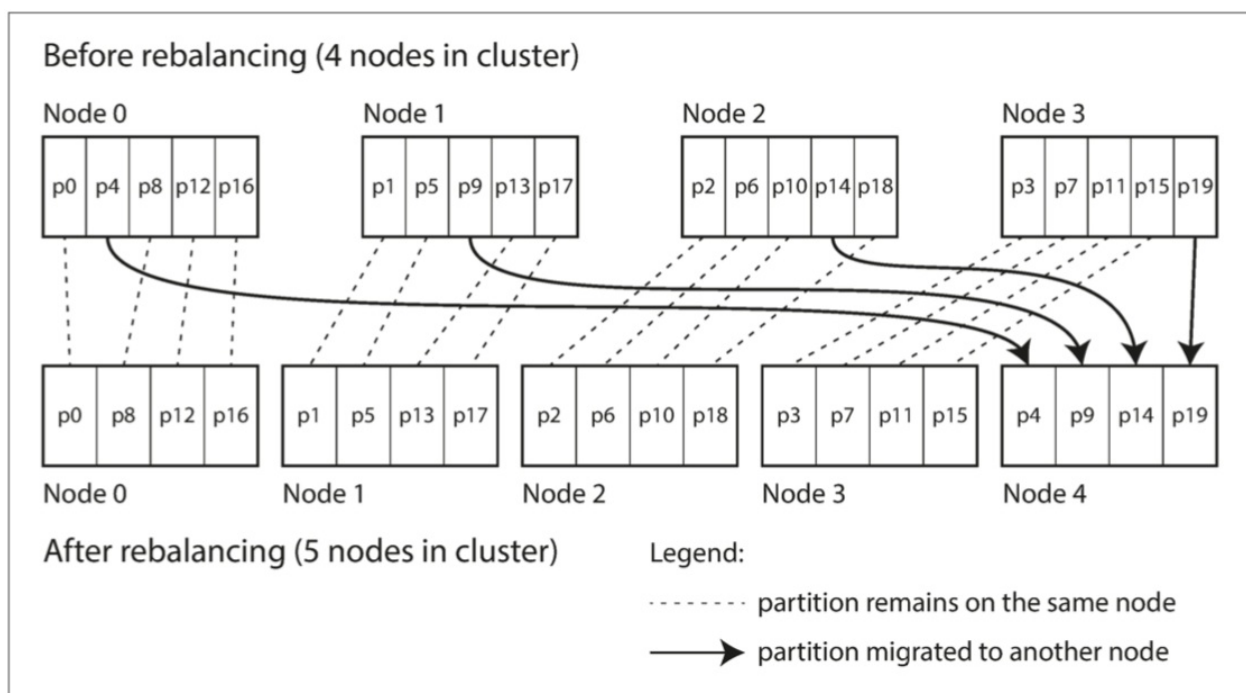 Before rebalancing (4 nodes in cluster)
Node 0 Node 1 Node 2 Node 3
p0 p4 p8 p12 p16 p1 p5 p9 p13 p17 p2 p6 p10 p14 p18 p3 p7 p11 p15 p19
p0 p8 p12 p16 p1 p5 p13 p17 p2 p6 p10 p18 p3 p7 p11 p15 p4 p9 p14 p19
Node 0 Node 1 Node 2 Node 3 Node 4
After rebalancing (5 nodes in cluster)
Legend:
partition remains on the same node
partition migrated to another node